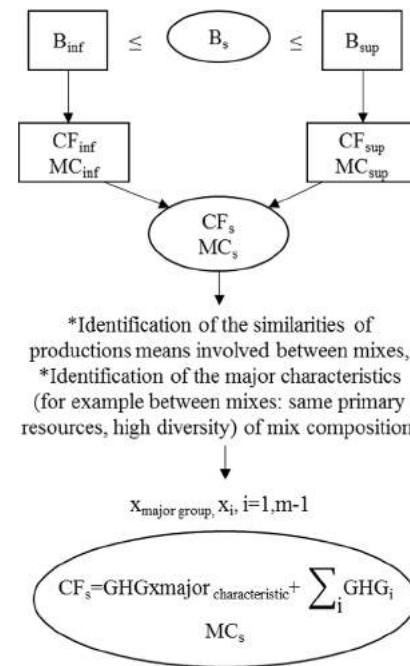 B_inf ≤ B_s ≤ B_sup
CF_inf CF_sup
MC_inf MC_sup
CF_s
MC_s
*Identification of the similarities of
productions means involved between mixes,
*Identification of the major characteristics
(for example between mixes: same primary
resources, high diversity) of mix composition
x_major group, x_i, i=1,m-1
CF_s=GHGxmajor_characteristic+ ∑_i GHG_i
MC_s